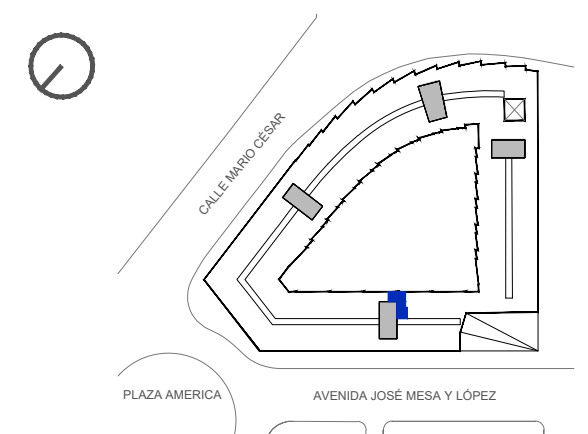 CALLE MARIO CÉSAR
PLAZA AMERICA
AVENIDA JOSÉ MESA Y LÓPEZ